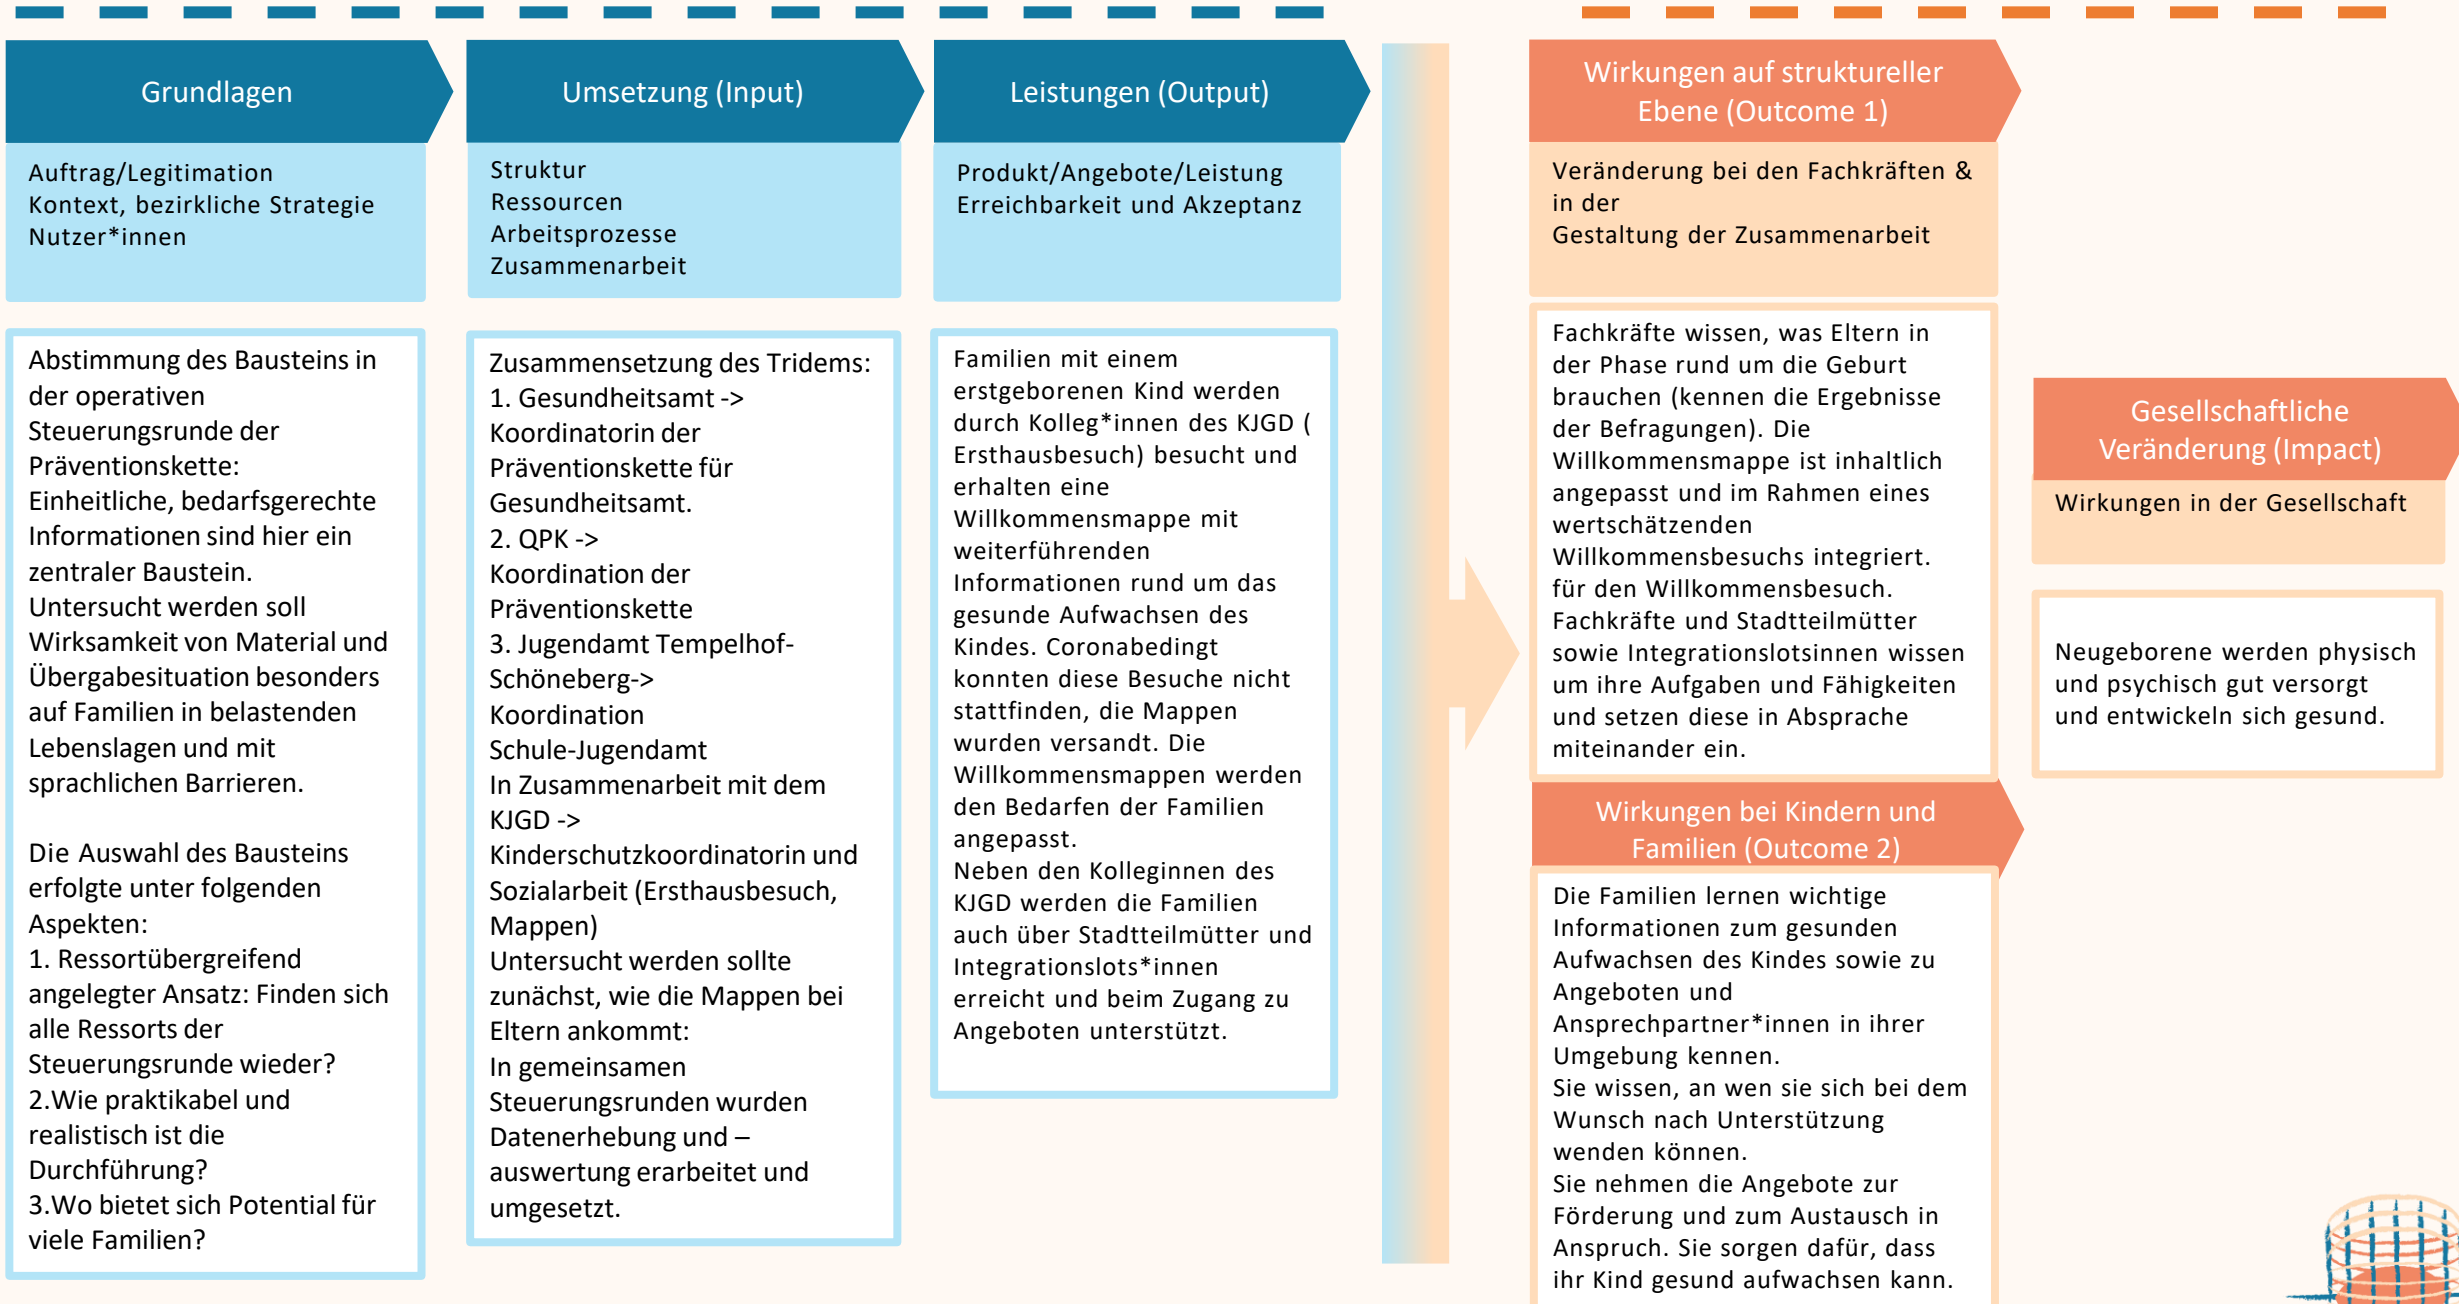 Grundlagen
Auftrag/Legitimation
Kontext, bezirkliche Strategie
Nutzer*innen
Abstimmung des Bausteins in
der operativen
Steuerungsrunde der
Präventionskette:
Einheitliche, bedarfsgerechte
Informationen sind hier ein
zentraler Baustein.
Untersucht werden soll
Wirksamkeit von Material und
Übergabesituation besonders
auf Familien in belastenden
Lebenslagen und mit
sprachlichen Barrieren.
Die Auswahl des Bausteins
erfolgte unter folgenden
Aspekten:
1. Ressortübergreifend
angelegter Ansatz: Finden sich
alle Ressorts der
Steuerungsrunde wieder?
2.Wie praktikabel und
realistisch ist die
Durchführung?
3.Wo bietet sich Potential für
viele Familien?
Umsetzung (Input)
Struktur
Ressourcen
Arbeitsprozesse
Zusammenarbeit
Zusammensetzung des Tridems:
1. Gesundheitsamt ->
Koordinatorin der
Präventionskette für
Gesundheitsamt.
2. QPK ->
Koordination der
Präventionskette
3. Jugendamt Tempelhof-
Schöneberg->
Koordination
Schule-Jugendamt
In Zusammenarbeit mit dem
KJGD ->
Kinderschutzkoordinatorin und
Sozialarbeit (Ersthausbesuch,
Mappen)
Untersucht werden sollte
zunächst, wie die Mappen bei
Eltern ankommt:
In gemeinsamen
Steuerungsrunden wurden
Datenerhebung und –
auswertung erarbeitet und
umgesetzt.
Leistungen (Output)
Produkt/Angebote/Leistung
Erreichbarkeit und Akzeptanz
Familien mit einem
erstgeborenen Kind werden
durch Kolleg*innen des KJGD (
Ersthausbesuch) besucht und
erhalten eine
Willkommensmappe mit
weiterführenden
Informationen rund um das
gesunde Aufwachsen des
Kindes. Coronabedingt
konnten diese Besuche nicht
stattfinden, die Mappen
wurden versandt. Die
Willkommensmappen werden
den Bedarfen der Familien
angepasst.
Neben den Kolleginnen des
KJGD werden die Familien
auch über Stadtteilmütter und
Integrationslots*innen
erreicht und beim Zugang zu
Angeboten unterstützt.
Wirkungen auf struktureller
Ebene (Outcome 1)
Veränderung bei den Fachkräften &
in der
Gestaltung der Zusammenarbeit
Fachkräfte wissen, was Eltern in
der Phase rund um die Geburt
brauchen (kennen die Ergebnisse
der Befragungen). Die
Willkommensmappe ist inhaltlich
angepasst und im Rahmen eines
wertschätzenden
Willkommensbesuchs integriert.
für den Willkommensbesuch.
Fachkräfte und Stadtteilmütter
sowie Integrationslotsinnen wissen
um ihre Aufgaben und Fähigkeiten
und setzen diese in Absprache
miteinander ein.
Wirkungen bei Kindern und
Familien (Outcome 2)
Die Familien lernen wichtige
Informationen zum gesunden
Aufwachsen des Kindes sowie zu
Angeboten und
Ansprechpartner*innen in ihrer
Umgebung kennen.
Sie wissen, an wen sie sich bei dem
Wunsch nach Unterstützung
wenden können.
Sie nehmen die Angebote zur
Förderung und zum Austausch in
Anspruch. Sie sorgen dafür, dass
ihr Kind gesund aufwachsen kann.
Gesellschaftliche
Veränderung (Impact)
Wirkungen in der Gesellschaft
Neugeborene werden physisch
und psychisch gut versorgt
und entwickeln sich gesund.